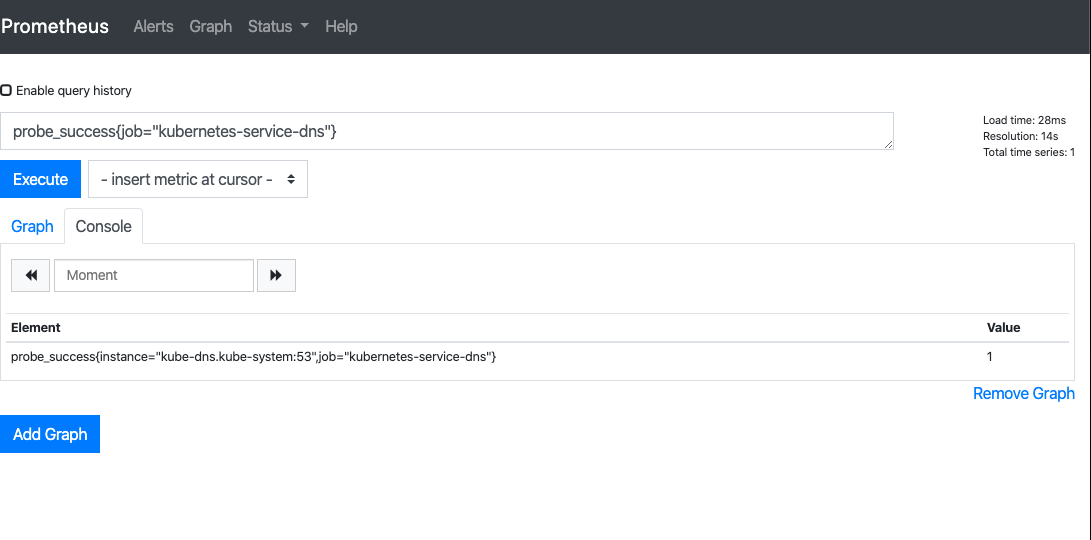 Prometheus Alerts Graph Status Help
Enable query history
probe_success{job="kubernetes-service-dns"}
Load time: 28ms
Resolution: 14s
Total time series: 1
Execute - insert metric at cursor -
Graph Console
Moment
Element Value
probe_success{instance="kube-dns.kube-system:53",job="kubernetes-service-dns"} 1
Remove Graph
Add Graph